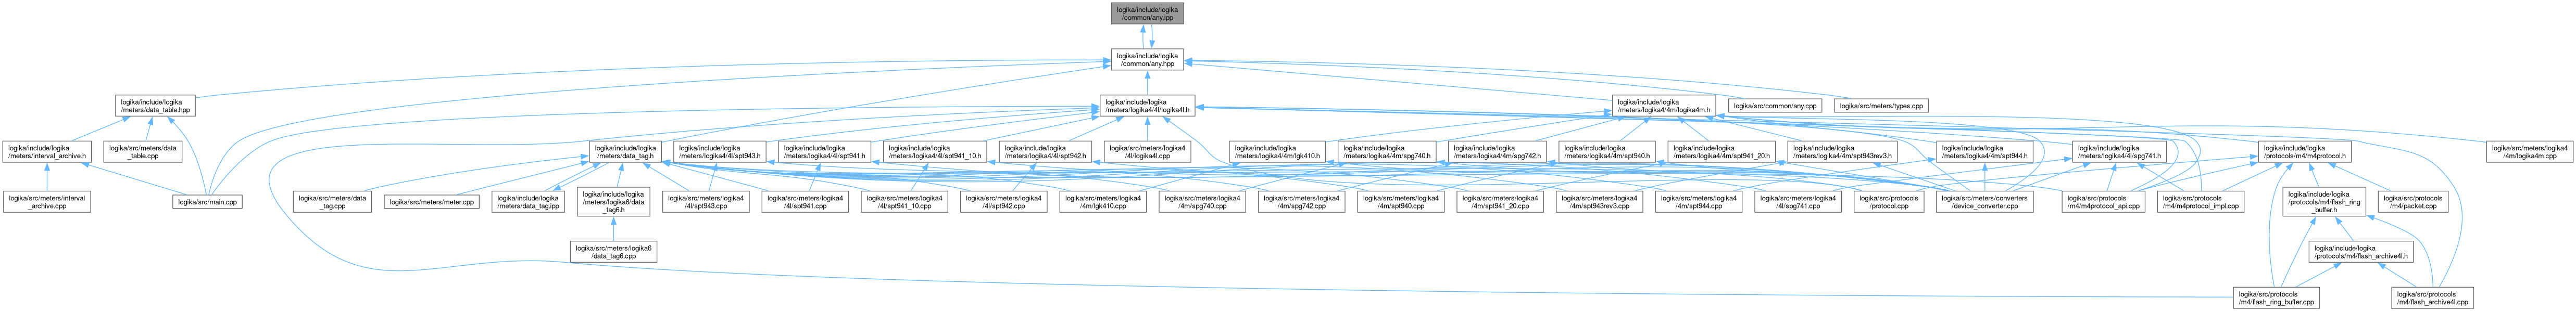 logika/include/logika
/common/any.ipp
logika/include/logika
/common/any.hpp
logika/include/logika
/meters/data_table.hpp
logika/include/logika
/meters/logika4/4l/logika4l.h
logika/include/logika
/meters/logika4/4m/logika4m.h
logika/src/common/any.cpp
logika/src/meters/types.cpp
logika/include/logika
/meters/interval_archive.h
logika/src/meters/data
_table.cpp
logika/include/logika
/meters/data_tag.h
logika/include/logika
/meters/logika4/4l/spt943.h
logika/include/logika
/meters/logika4/4l/spt941.h
logika/include/logika
/meters/logika4/4l/spt941_10.h
logika/include/logika
/meters/logika4/4l/spt942.h
logika/src/meters/logika4
/4l/logika4l.cpp
logika/include/logika
/meters/logika4/4m/lgk410.h
logika/include/logika
/meters/logika4/4m/spg740.h
logika/include/logika
/meters/logika4/4m/spg742.h
logika/include/logika
/meters/logika4/4m/spt940.h
logika/include/logika
/meters/logika4/4m/spt941_20.h
logika/include/logika
/meters/logika4/4m/spt943rev3.h
logika/include/logika
/meters/logika4/4m/spt944.h
logika/include/logika
/meters/logika4/4l/spg741.h
logika/include/logika
/protocols/m4/m4protocol.h
logika/src/meters/logika4
/4m/logika4m.cpp
logika/src/meters/interval
_archive.cpp
logika/src/main.cpp
logika/src/meters/data
_tag.cpp
logika/src/meters/meter.cpp
logika/include/logika
/meters/data_tag.ipp
logika/include/logika
/meters/logika6/data
_tag6.h
logika/src/meters/logika4
/4l/spt943.cpp
logika/src/meters/logika4
/4l/spt941.cpp
logika/src/meters/logika4
/4l/spt941_10.cpp
logika/src/meters/logika4
/4l/spt942.cpp
logika/src/meters/logika4
/4m/lgk410.cpp
logika/src/meters/logika4
/4m/spg740.cpp
logika/src/meters/logika4
/4m/spg742.cpp
logika/src/meters/logika4
/4m/spt940.cpp
logika/src/meters/logika4
/4m/spt941_20.cpp
logika/src/meters/logika4
/4m/spt943rev3.cpp
logika/src/meters/logika4
/4m/spt944.cpp
logika/src/meters/logika4
/4l/spg741.cpp
logika/src/protocols
/protocol.cpp
logika/src/meters/converters
/device_converter.cpp
logika/src/protocols
/m4/m4protocol_api.cpp
logika/src/protocols
/m4/m4protocol_impl.cpp
logika/include/logika
/protocols/m4/flash_ring
_buffer.h
logika/src/protocols
/m4/packet.cpp
logika/src/meters/logika6
/data_tag6.cpp
logika/include/logika
/protocols/m4/flash_archive4l.h
logika/src/protocols
/m4/flash_ring_buffer.cpp
logika/src/protocols
/m4/flash_archive4l.cpp